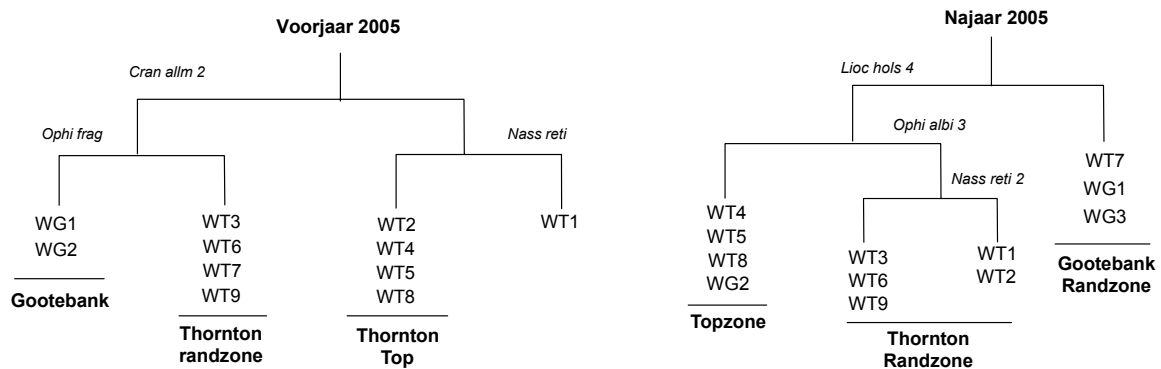 Voorjaar 2005
Cran allm 2
Ophi frag
Nass reti
WG1
WG2
Gootebank
WT3
WT6
WT7
WT9
Thornton
randzone
WT2
WT4
WT5
WT8
Thornton
Top
WT1
Najaar 2005
Lioc hols 4
Ophi albi 3
Nass reti 2
WT4
WT5
WT8
WG2
Topzone
WT3
WT6
WT9
WT1
WT2
Thornton
Randzone
WT7
WG1
WG3
Gootebank
Randzone